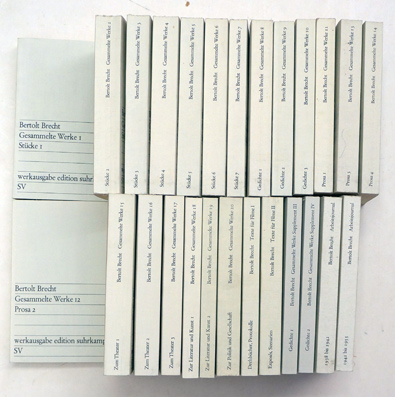 Bertolt Brecht
Gesammelte Werke 1
Stücke 1
werkausgabe edition suhrk
SV
Bertolt Brecht Gesammelte Werke 2
Stücke 2
Bertolt Brecht Gesammelte Werke 3
Stücke 3
Bertolt Brecht Gesammelte Werke 4
Stücke 4
Bertolt Brecht Gesammelte Werke 5
Stücke 5
Bertolt Brecht Gesammelte Werke 6
Stücke 6
Bertolt Brecht Gesammelte Werke 7
Stücke 7
Bertolt Brecht Gesammelte Werke 8
Gedichte 1
Bertolt Brecht Gesammelte Werke 9
Gedichte 2
Bertolt Brecht Gesammelte Werke 10
Gedichte 3
Bertolt Brecht Gesammelte Werke 11
Prosa 1
Bertolt Brecht Gesammelte Werke 13
Prosa 3
Bertolt Brecht Gesammelte Werke 14
Prosa 4
Bertolt Brecht
Gesammelte Werke 12
Prosa 2
werkausgabe edition suhrkamp
SV
Bertolt Brecht Gesammelte Werke 15
Zum Theater 1
Bertolt Brecht Gesammelte Werke 16
Zum Theater 2
Bertolt Brecht Gesammelte Werke 17
Zum Theater 3
Bertolt Brecht Gesammelte Werke 18
Zur Literatur und Kunst 1
Bertolt Brecht Gesammelte Werke 19
Zur Literatur und Kunst 2
Bertolt Brecht Gesammelte Werke 20
Zur Politik und Gesellschaft
Bertolt Brecht Texte für Filme I
Drehbücher, Protokolle
Bertolt Brecht Texte für Filme II
Exposés, Szenarien
Bertolt Brecht Gesammelte Werke Supplement III
Gedichte 1
Bertolt Brecht Gesammelte Werke Supplement IV
Gedichte 2
Bertolt Brecht Arbeitsjournal
1938 bis 1942
Bertolt Brecht Arbeitsjournal
1942 bis 1955